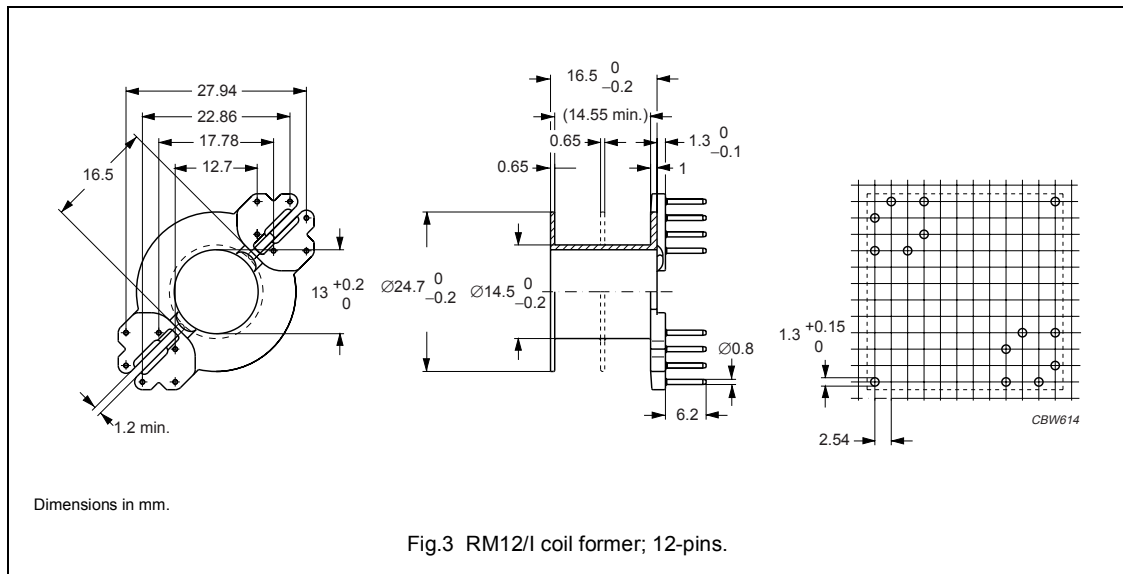 27.94
22.86
17.78
12.7
16.5
13 +0.2 0
1.2 min.
16.5 0 −0.2
(14.55 min.)
0.65
1.3 0 −0.1
0.65
1
∅24.7 0 −0.2
∅14.5 0 −0.2
∅0.8
6.2
1.3 +0.15 0
2.54
CBW614
Dimensions in mm.
Fig.3 RM12/I coil former; 12-pins.